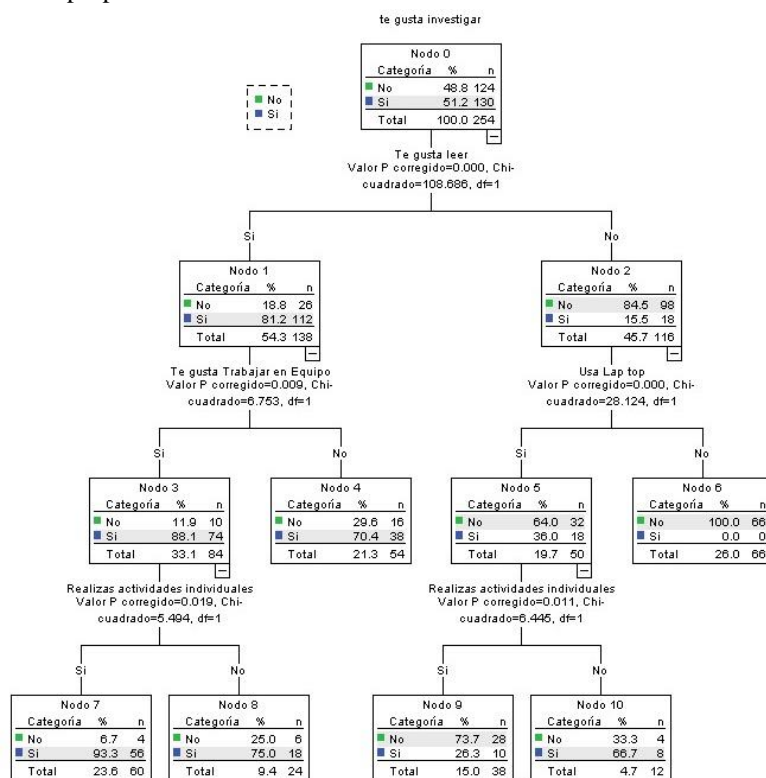 te gusta investigar
Nodo 0
Categoría % n
No 48.8 124
Si 51.2 130
Total 100.0 254
No
Si
Te gusta leer
Valor P corregido=0.000, Chi-
cuadrado=108.686, df=1
Si
No
Nodo 1
Categoría % n
No 18.8 26
Si 81.2 112
Total 54.3 138
Nodo 2
Categoría % n
No 84.5 98
Si 15.5 18
Total 45.7 116
Te gusta Trabajar en Equipo
Valor P corregido=0.009, Chi-
cuadrado=6.753, df=1
Usa Lap top
Valor P corregido=0.000, Chi-
cuadrado=28.124, df=1
Si
No
Si
No
Nodo 3
Categoría % n
No 11.9 10
Si 88.1 74
Total 33.1 84
Nodo 4
Categoría % n
No 29.6 16
Si 70.4 38
Total 21.3 54
Nodo 5
Categoría % n
No 64.0 32
Si 36.0 18
Total 19.7 50
Nodo 6
Categoría % n
No 100.0 66
Si 0.0 0
Total 26.0 66
Realizas actividades individuales
Valor P corregido=0.019, Chi-
cuadrado=5.494, df=1
Realizas actividades individuales
Valor P corregido=0.011, Chi-
cuadrado=6.445, df=1
Si
No
Si
No
Nodo 7
Categoría % n
No 6.7 4
Si 93.3 56
Total 23.6 60
Nodo 8
Categoría % n
No 25.0 6
Si 75.0 18
Total 9.4 24
Nodo 9
Categoría % n
No 73.7 28
Si 26.3 10
Total 15.0 38
Nodo 10
Categoría % n
No 33.3 4
Si 66.7 8
Total 4.7 12